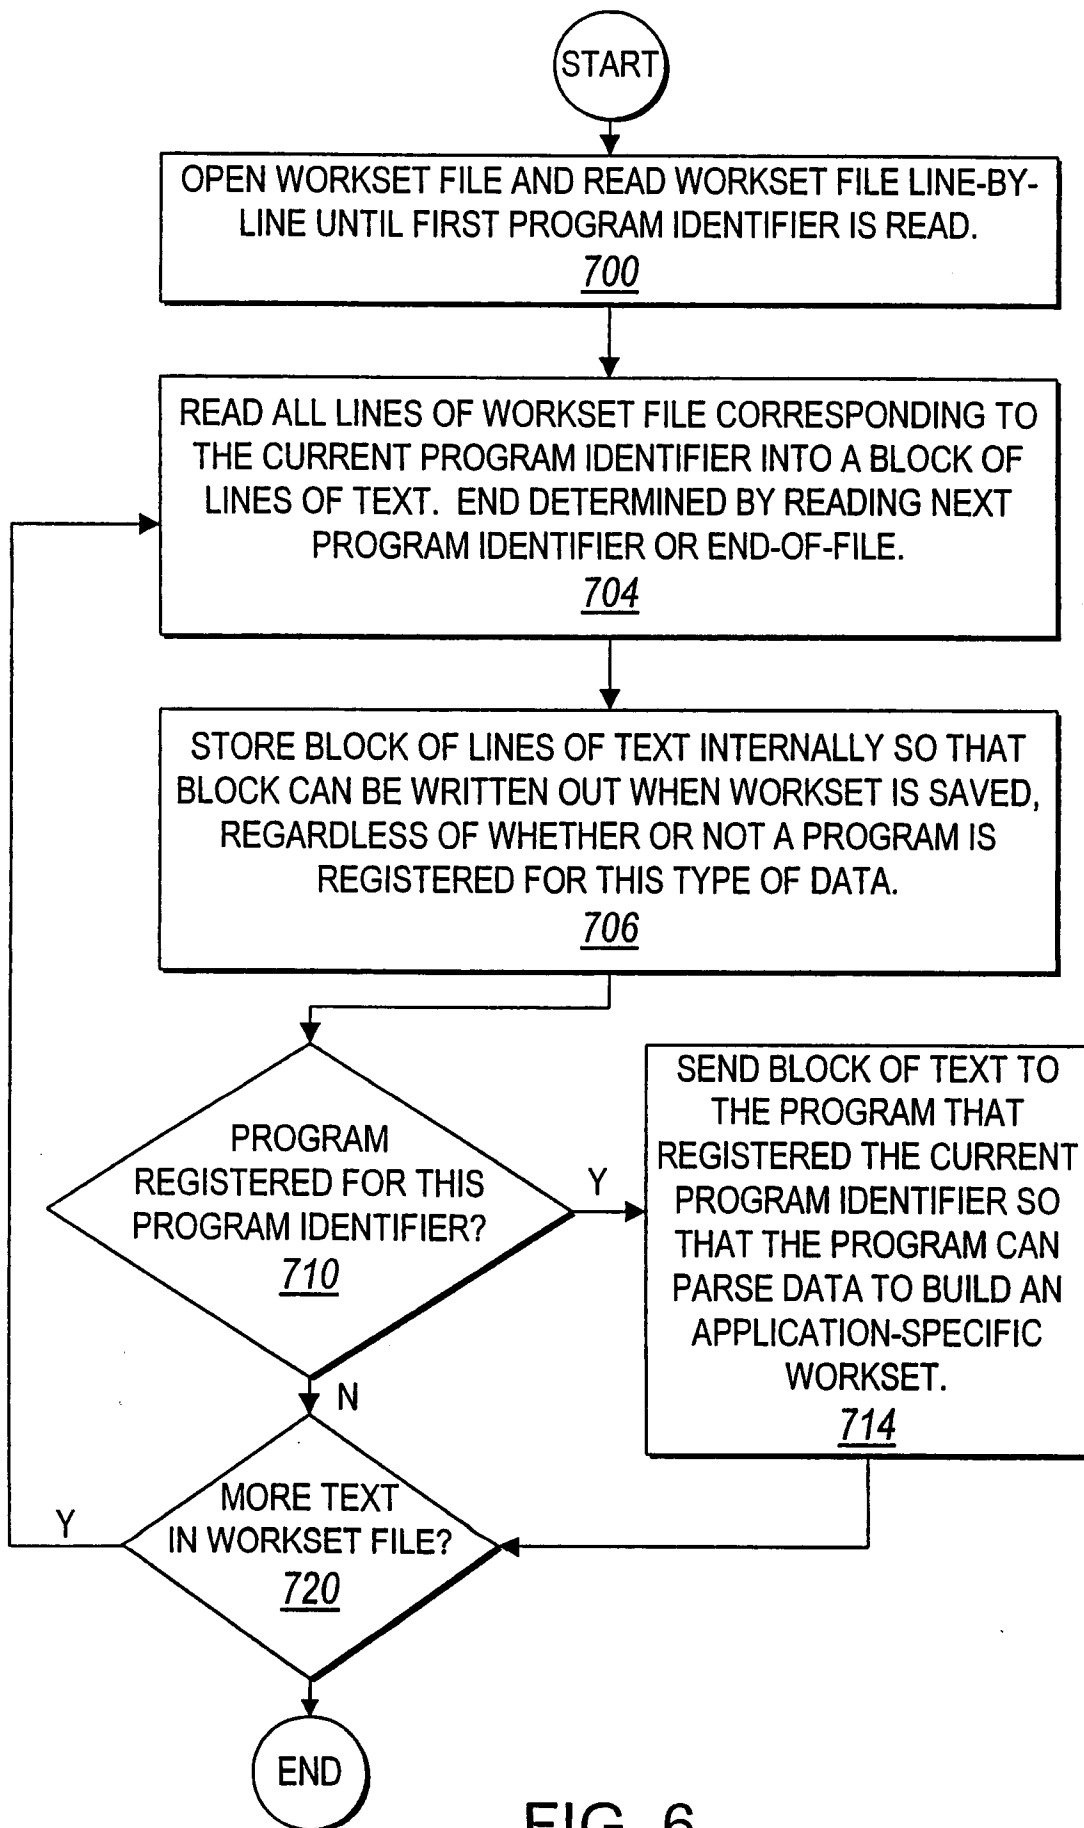 START
OPEN WORKSET FILE AND READ WORKSET FILE LINE-BY-
LINE UNTIL FIRST PROGRAM IDENTIFIER IS READ.
700
READ ALL LINES OF WORKSET FILE CORRESPONDING TO
THE CURRENT PROGRAM IDENTIFIER INTO A BLOCK OF
LINES OF TEXT. END DETERMINED BY READING NEXT
PROGRAM IDENTIFIER OR END-OF-FILE.
704
STORE BLOCK OF LINES OF TEXT INTERNALLY SO THAT
BLOCK CAN BE WRITTEN OUT WHEN WORKSET IS SAVED,
REGARDLESS OF WHETHER OR NOT A PROGRAM IS
REGISTERED FOR THIS TYPE OF DATA.
706
PROGRAM
REGISTERED FOR THIS
PROGRAM IDENTIFIER?
710
Y
SEND BLOCK OF TEXT TO
THE PROGRAM THAT
REGISTERED THE CURRENT
PROGRAM IDENTIFIER SO
THAT THE PROGRAM CAN
PARSE DATA TO BUILD AN
APPLICATION-SPECIFIC
WORKSET.
714
N
MORE TEXT
IN WORKSET FILE?
720
Y
END
FIG. 6